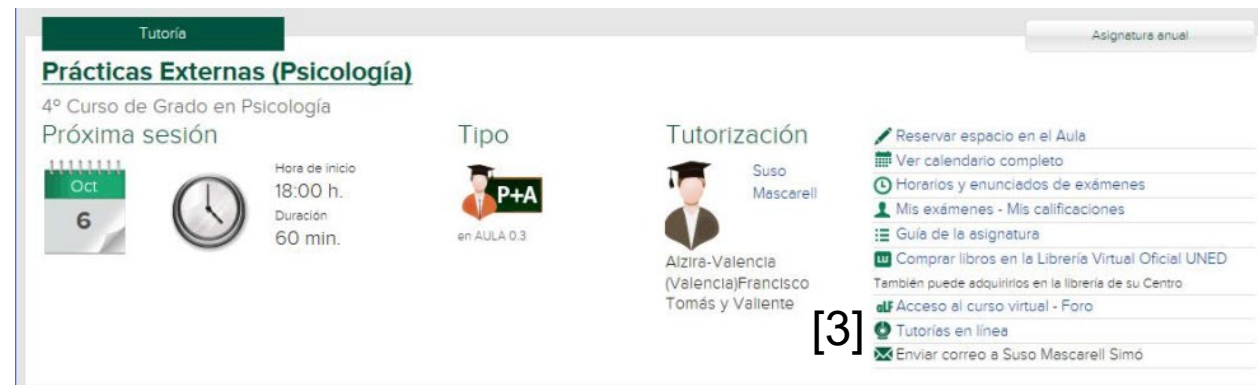 Tutoría
Asignatura anual
Prácticas Externas (Psicología)
4º Curso de Grado en Psicología
Próxima sesión
Oct
6
Hora de inicio
18:00 h.
Duración
60 min.
Tipo
P+A
en AULA 0.3
Tutorización
Suso
Mascarell
Alzira-Valencia
(Valencia)Francisco
Tomás y Valiente
Reservar espacio en el Aula
Ver calendario completo
Horarios y enunciados de exámenes
Mis exámenes - Mis calificaciones
Guía de la asignatura
LU Comprar libros en la Librería Virtual Oficial UNED
También puede adquirirlos en la librería de su Centro
alF Acceso al curso virtual - Foro
[3] Tutorías en línea
Enviar correo a Suso Mascarell Simó